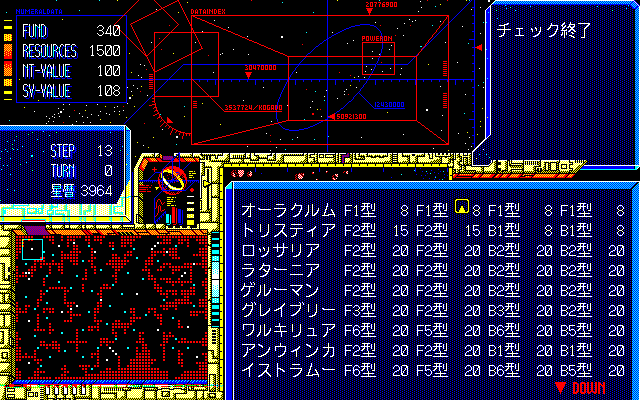 NUMERALDATA
FUND 340
RESOURCES 1500
NT-VALUE 100
SV-VALUE 108
DATAINDEX
20776900
POWERON
10470000
3537724/KOGADO
5092300
チェック終了
STEP 13
TURN 0
星暦 3964
オーラクルム F1型 8 F1型 8 F1型 8 F1型 8
トリスティア F2型 15 F2型 15 B1型 8 B1型 8
ロッサリア F2型 20 F2型 20 B2型 20 B2型 20
ラターニア F2型 20 F2型 20 B2型 20 B2型 20
ゲルーマン F2型 20 F2型 20 B2型 20 B2型 20
グレイブリー F3型 20 F2型 20 B3型 20 B2型 20
ワルキリュア F6型 20 F5型 20 B6型 20 B5型 20
アンウィンカ F2型 20 F2型 20 B1型 20 B1型 20
イストラムー F6型 20 F5型 20 B6型 20 B5型 20
▼ DOWN